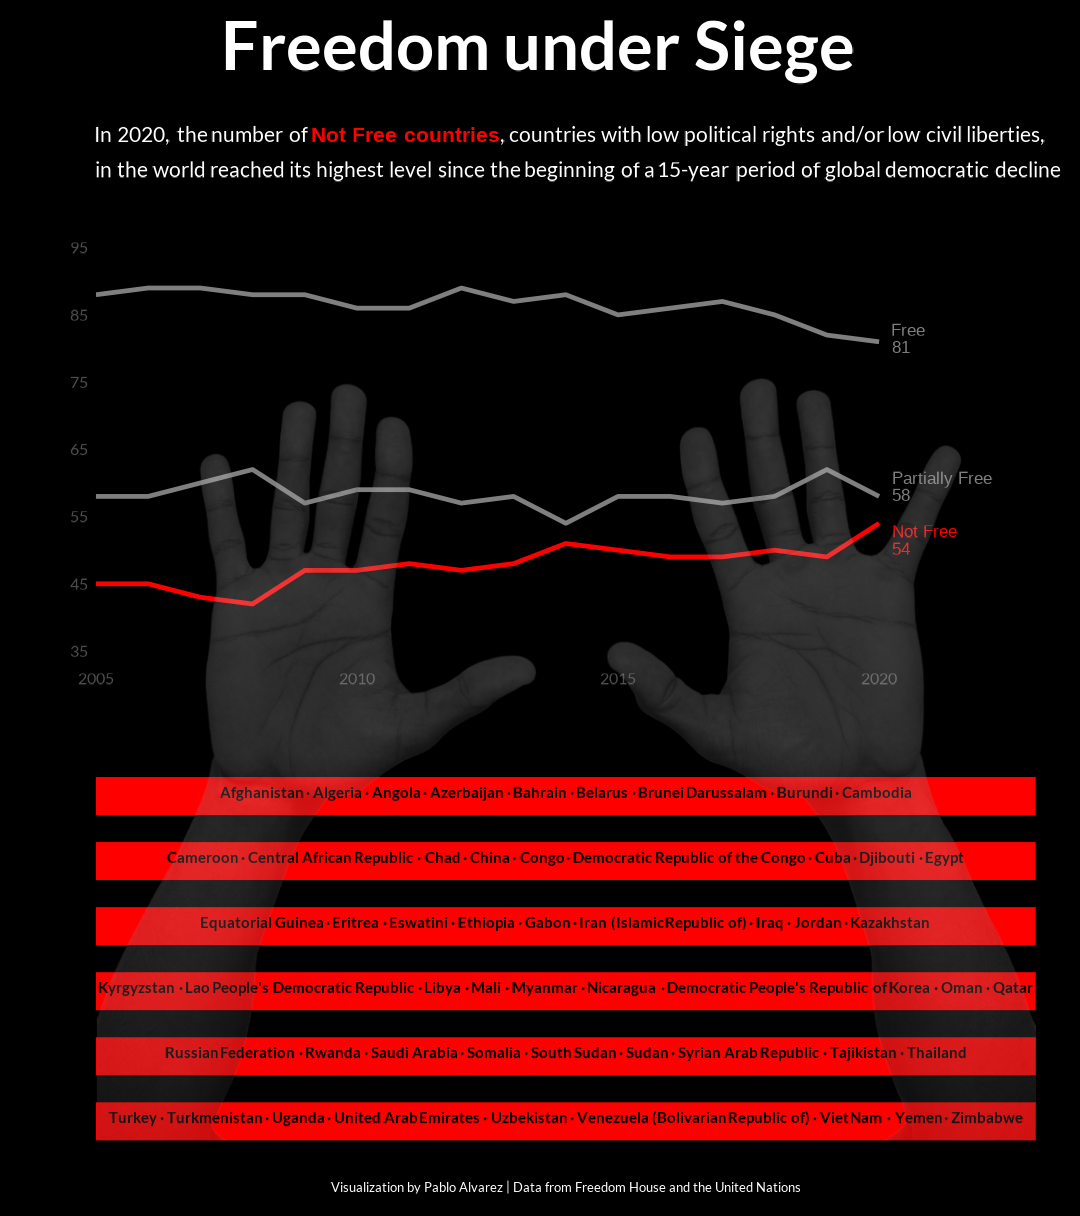 Freedom under Siege
In 2020, the number of Not Free countries, countries with low political rights and/or low civil liberties,
in the world reached its highest level since the beginning of a 15-year period of global democratic decline
95
85
Free
81
75
65
Partially Free
58
55
Not Free
54
45
35
2005 2010 2015 2020
Afghanistan · Algeria · Angola · Azerbaijan · Bahrain · Belarus · Brunei Darussalam · Burundi · Cambodia
Cameroon · Central African Republic · Chad · China · Congo · Democratic Republic of the Congo · Cuba · Djibouti · Egypt
Equatorial Guinea · Eritrea · Eswatini · Ethiopia · Gabon · Iran (Islamic Republic of) · Iraq · Jordan · Kazakhstan
Kyrgyzstan · Lao People's Democratic Republic · Libya · Mali · Myanmar · Nicaragua · Democratic People's Republic of Korea · Oman · Qatar
Russian Federation · Rwanda · Saudi Arabia · Somalia · South Sudan · Sudan · Syrian Arab Republic · Tajikistan · Thailand
Turkey · Turkmenistan · Uganda · United Arab Emirates · Uzbekistan · Venezuela (Bolivarian Republic of) · Viet Nam · Yemen · Zimbabwe
Visualization by Pablo Alvarez | Data from Freedom House and the United Nations